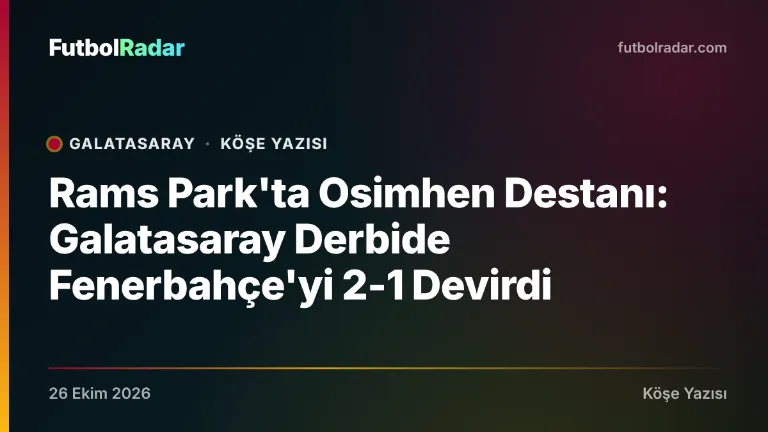 FutbolRadar
futbolradar.com
GALATASARAY · KÖŞE YAZISI
Rams Park'ta Osimhen Destanı:
Galatasaray Derbide
Fenerbahçe'yi 2-1 Devirdi
26 Ekim 2026
Köşe Yazısı